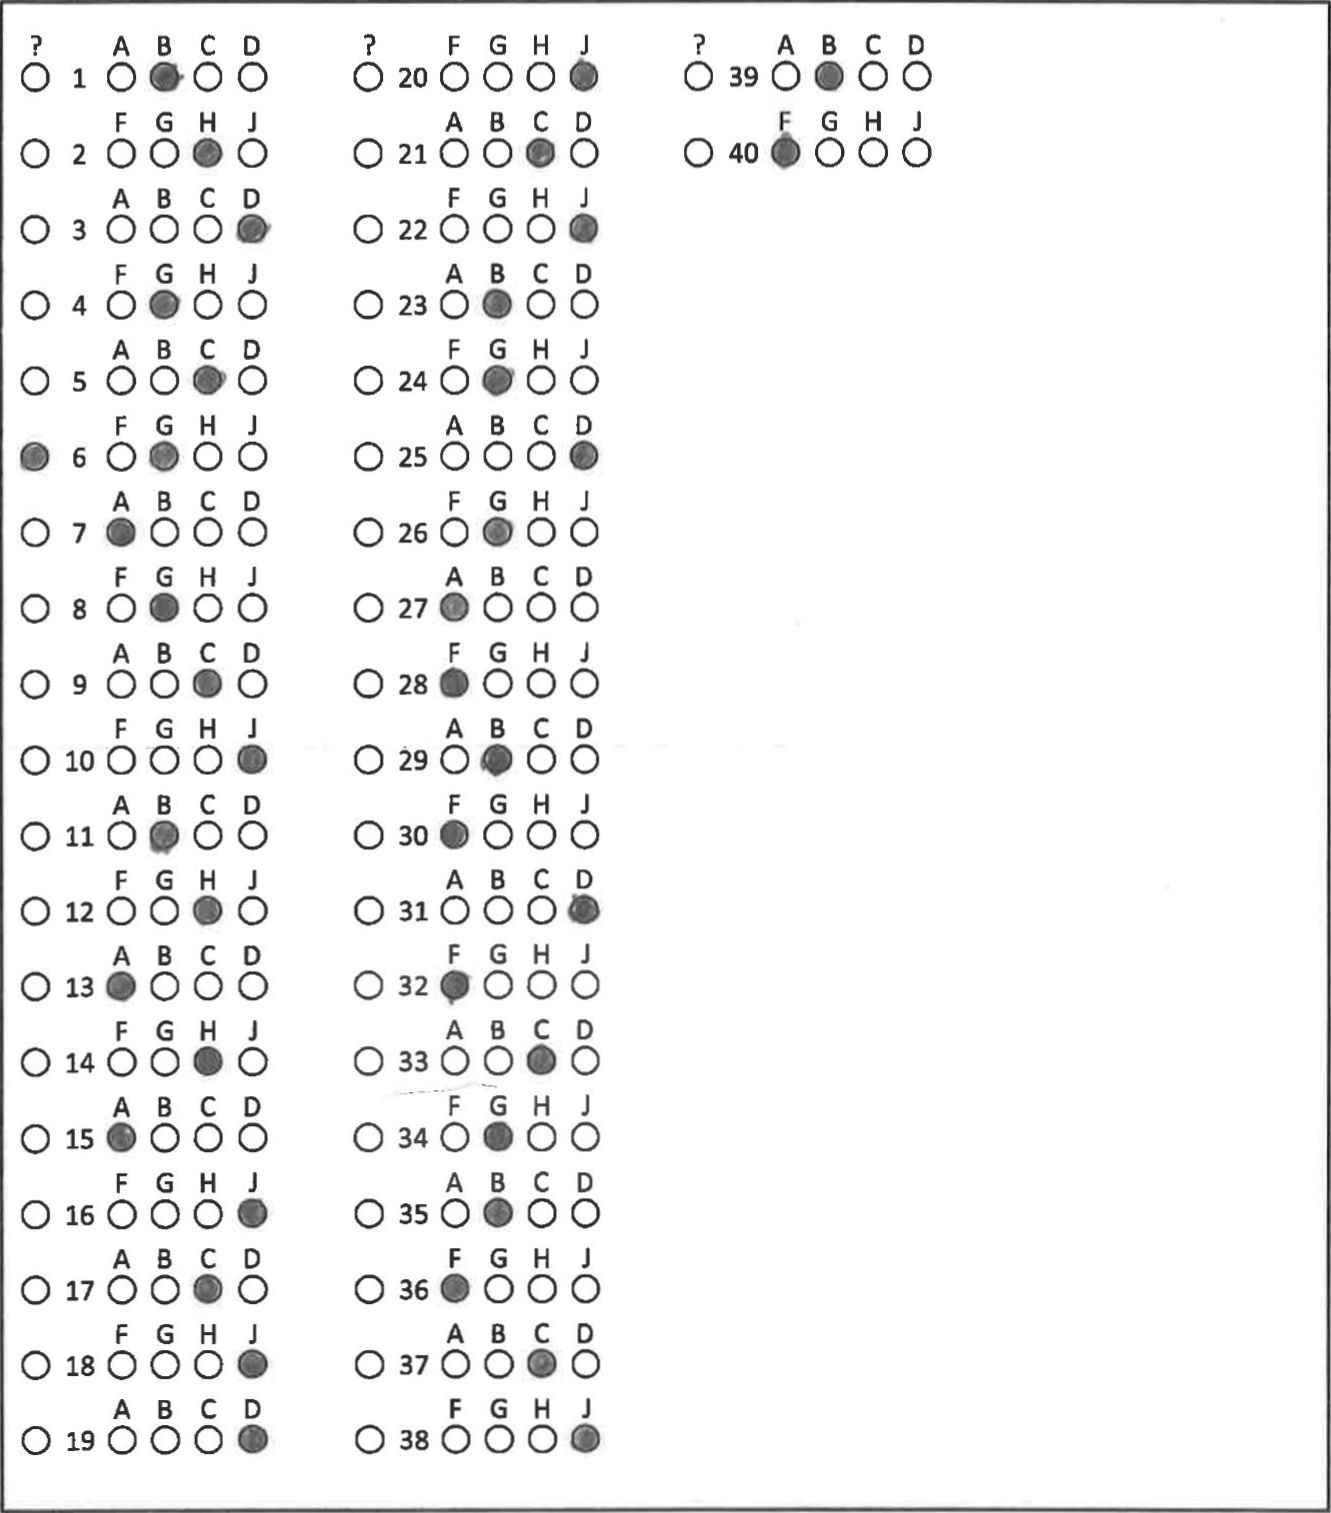 ? A B C D
1
F G H J
2
A B C D
3
F G H J
4
A B C D
5
F G H J
6
A B C D
7
F G H J
8
A B C D
9
F G H J
10
A B C D
11
F G H J
12
A B C D
13
F G H J
14
A B C D
15
F G H J
16
A B C D
17
F G H J
18
A B C D
19
? F G H J
20
A B C D
21
F G H J
22
A B C D
23
F G H J
24
A B C D
25
F G H J
26
A B C D
27
F G H J
28
A B C D
29
F G H J
30
A B C D
31
F G H J
32
A B C D
33
F G H J
34
A B C D
35
F G H J
36
A B C D
37
F G H J
38
? A B C D
39
F G H J
40